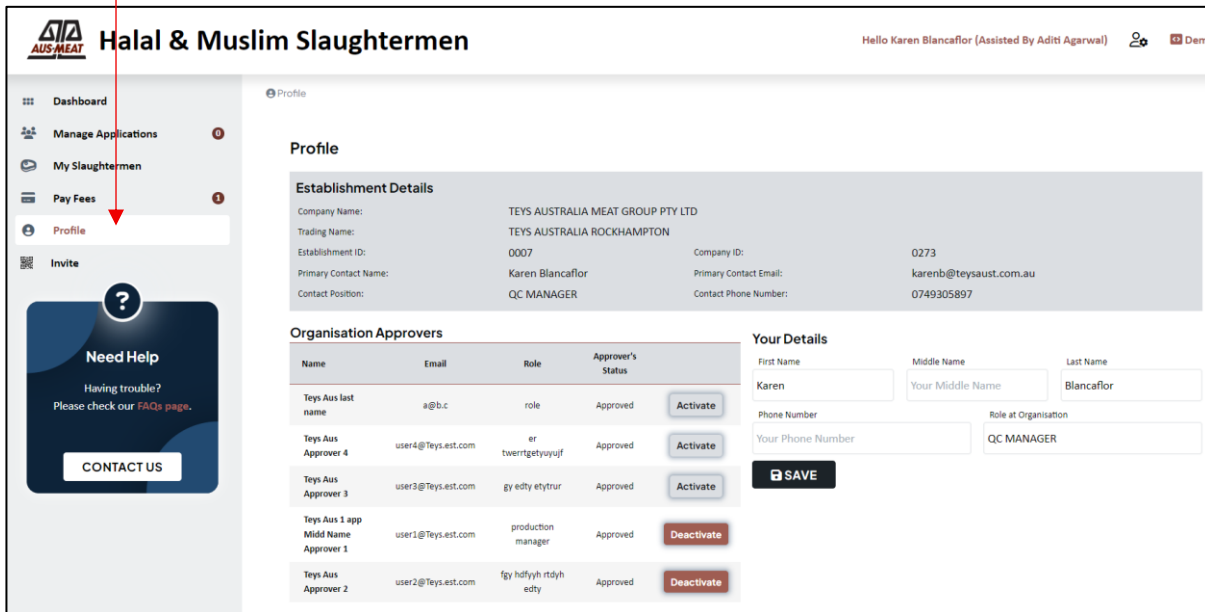 AUS-MEAT
Halal & Muslim Slaughtermen
Hello Karen Blancaflor (Assisted By Aditi Agarwal)
Dashboard
Manage Applications 0
My Slaughtermen
Pay Fees 1
Profile
Invite
?
Need Help
Having trouble?
Please check our FAQs page.
CONTACT US
Profile
Profile
Establishment Details
Company Name: TEYS AUSTRALIA MEAT GROUP PTY LTD
Trading Name: TEYS AUSTRALIA ROCKHAMPTON
Establishment ID: 0007 Company ID: 0273
Primary Contact Name: Karen Blancaflor Primary Contact Email: karenb@teysaust.com.au
Contact Position: QC MANAGER Contact Phone Number: 0749305897
Organisation Approvers
Name Email Role Approver's
Status
Teys Aus last
name a@b.c role Approved Activate
Teys Aus
Approver 4 user4@Teys.est.com er
twerrtgetyuyujf Approved Activate
Teys Aus
Approver 3 user3@Teys.est.com gy edty etytrur Approved Activate
Teys Aus 1 app
Midd Name
Approver 1 user1@Teys.est.com production
manager Approved Deactivate
Teys Aus
Approver 2 user2@Teys.est.com fgy hdfyyh rtdyh
edty Approved Deactivate
Your Details
First Name Middle Name Last Name
Karen Your Middle Name Blancaflor
Phone Number Role at Organisation
Your Phone Number QC MANAGER
SAVE